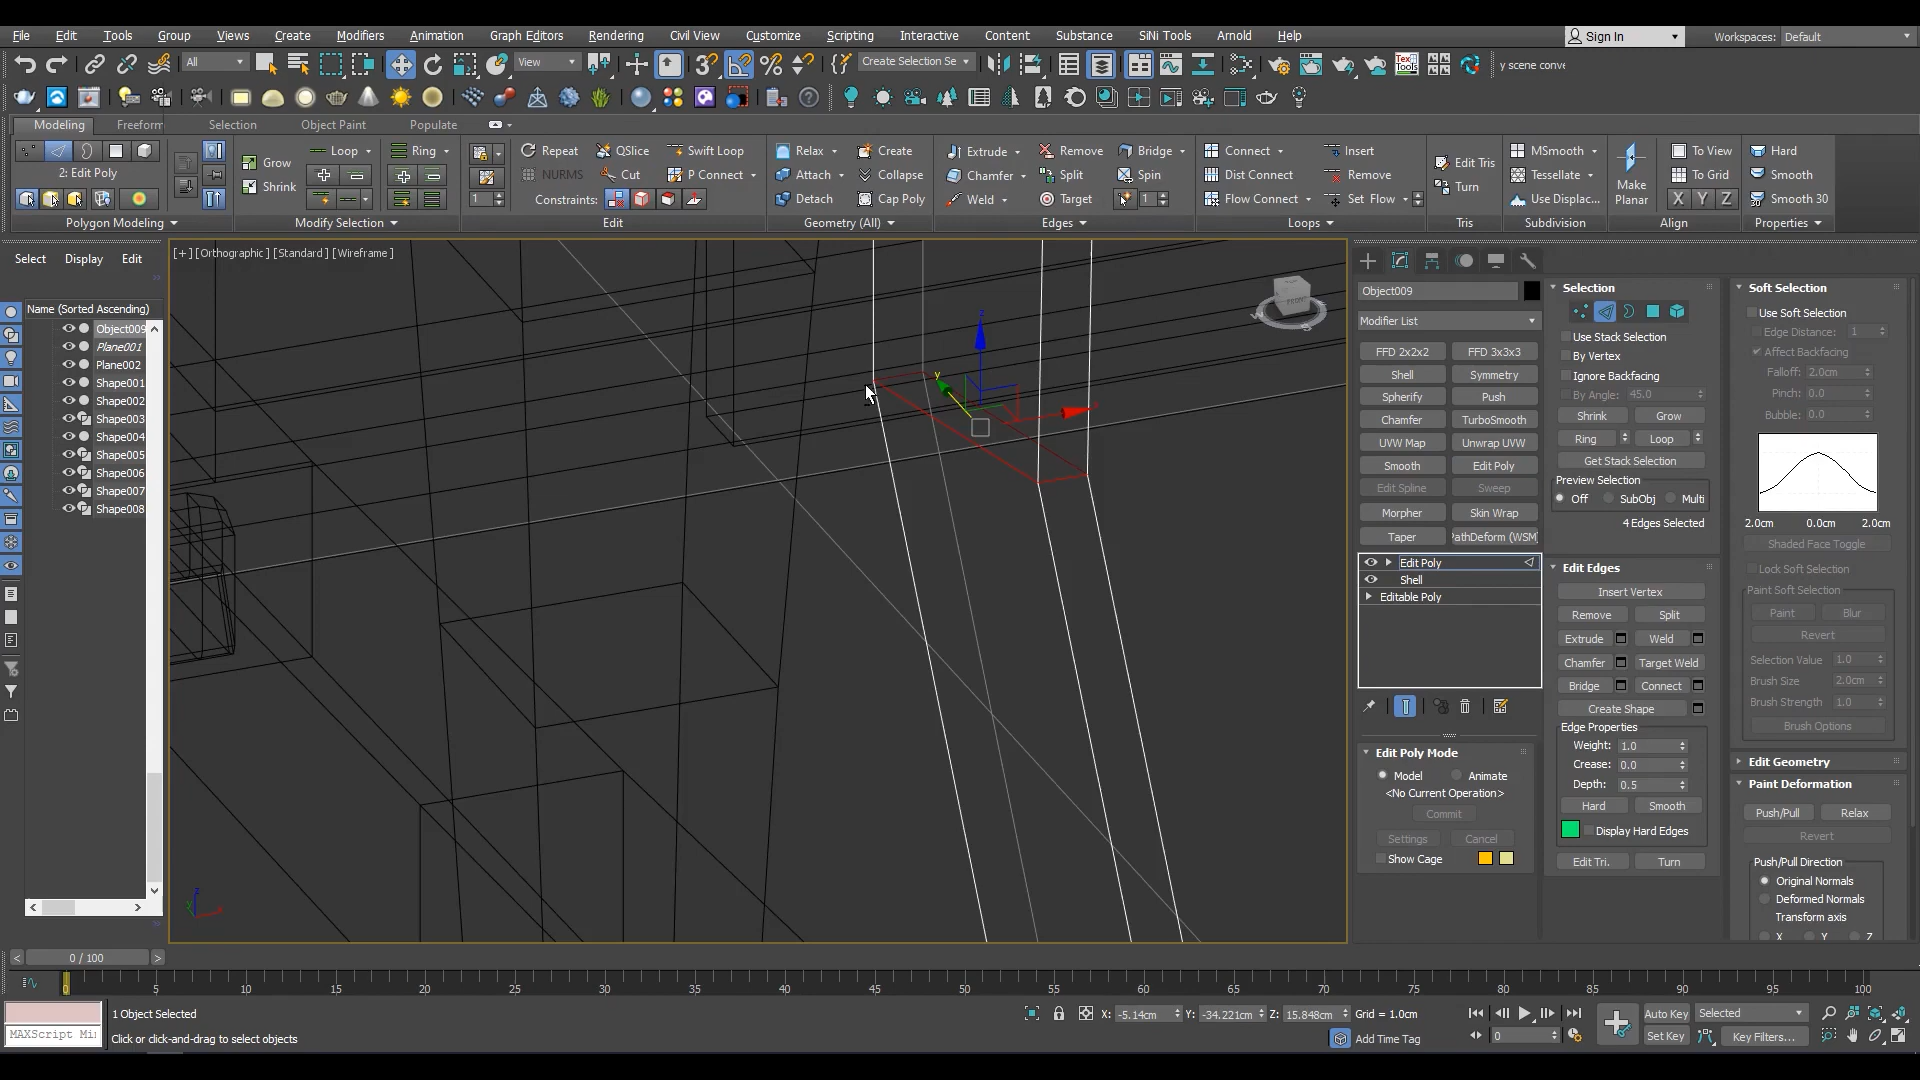 File Edit Tools Group Views Create Modifiers Animation Graph Editors Rendering Civil View Customize Scripting Interactive Content Substance SiNi Tools Arnold Help Sign In Workspaces: Default
All View Create Selection Se y scene conve
Modeling Freeform Selection Object Paint Populate
Loop Ring Repeat QSlice Swift Loop Relax Create Extrude Remove Bridge Connect Insert MSmooth To View Hard
Grow NURMS Cut P Connect Attach Collapse Chamfer Split Spin Dist Connect Remove Edit Tris Tessellate Make Planar To Grid Smooth
2: Edit Poly Shrink 1 Constraints: Detach Cap Poly Weld Target 1 Flow Connect Set Flow Turn Use Displac... X Y Z Smooth 30
Polygon Modeling Modify Selection Edit Geometry (All) Edges Loops Tris Subdivision Align Properties
Select Display Edit
[+] [Orthographic] [Standard] [Wireframe]
Name (Sorted Ascending)
Object009
Plane001
Plane002
Shape001
Shape002
Shape003
Shape004
Shape005
Shape006
Shape007
Shape008
z
y
FRONT
Object009
Modifier List
FFD 2x2x2 FFD 3x3x3
Shell Symmetry
Spherify Push
Chamfer TurboSmooth
UVW Map Unwrap UVW
Smooth Edit Poly
Edit Spline Sweep
Morpher Skin Wrap
Taper PathDeform (WSM)
Edit Poly
Shell
Editable Poly
Edit Poly Mode
Model Animate
<No Current Operation>
Commit
Settings Cancel
Show Cage
Selection
Use Stack Selection
By Vertex
Ignore Backfacing
By Angle: 45.0
Shrink Grow
Ring Loop
Get Stack Selection
Preview Selection
Off SubObj Multi
4 Edges Selected
Edit Edges
Insert Vertex
Remove Split
Extrude Weld
Chamfer Target Weld
Bridge Connect
Create Shape
Edge Properties
Weight: 1.0
Crease: 0.0
Depth: 0.5
Hard Smooth
Display Hard Edges
Edit Tri. Turn
Soft Selection
Use Soft Selection
Edge Distance: 1
Affect Backfacing
Falloff: 2.0cm
Pinch: 0.0
Bubble: 0.0
2.0cm 0.0cm 2.0cm
Shaded Face Toggle
Lock Soft Selection
Paint Soft Selection
Paint Blur
Revert
Selection Value 1.0
Brush Size 2.0cm
Brush Strength 1.0
Brush Options
Edit Geometry
Paint Deformation
Push/Pull Relax
Revert
Push/Pull Direction
Original Normals
Deformed Normals
Transform axis
X Y Z
< 0 / 100 >
0 5 10 15 20 25 30 35 40 45 50 55 60 65 70 75 80 85 90 95 100
1 Object Selected X: -5.14cm Y: -34.221cm Z: 15.848cm Grid = 1.0cm Auto Key Selected
MAXScript Mi Click or click-and-drag to select objects Add Time Tag 0 Set Key Key Filters...